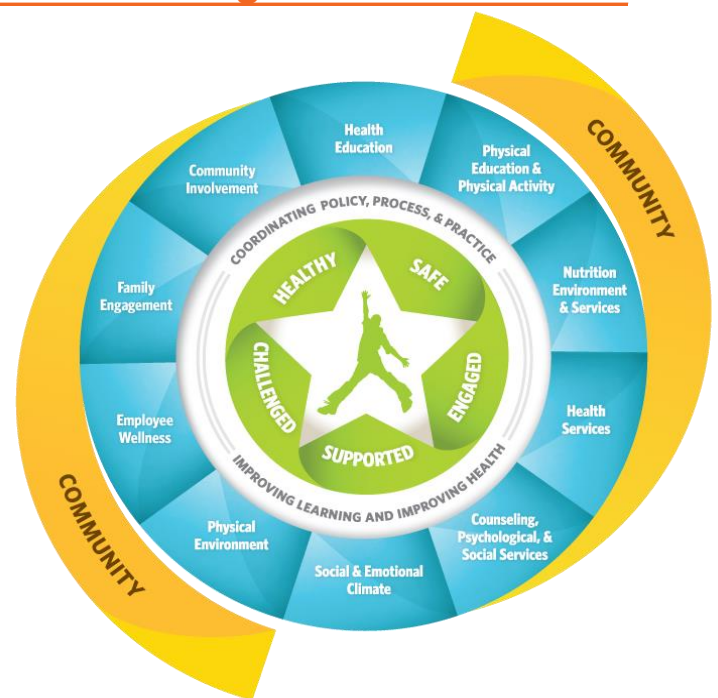 COMMUNITY
Health
Education
Physical
Education &
Physical Activity
Nutrition
Environment
& Services
Health
Services
Counseling,
Psychological, &
Social Services
Social & Emotional
Climate
Physical
Environment
Employee
Wellness
Family
Engagement
Community
Involvement
COORDINATING POLICY, PROCESS, & PRACTICE
IMPROVING LEARNING AND IMPROVING HEALTH
HEALTHY
SAFE
ENGAGED
SUPPORTED
CHALLENGED
COMMUNITY